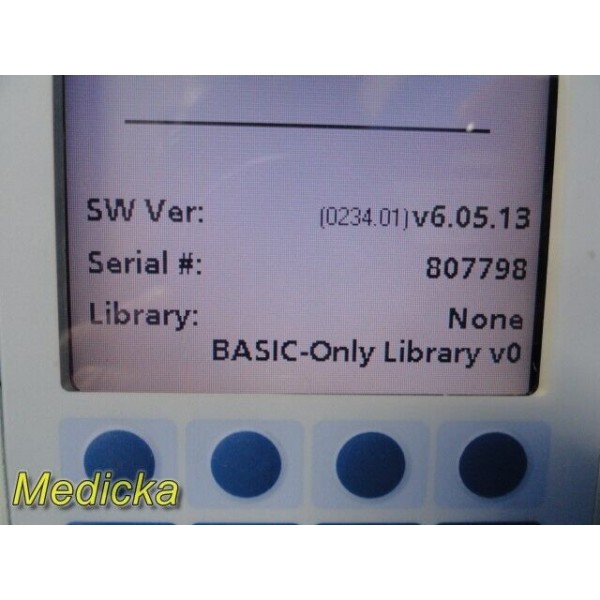 SW Ver: (0234.01) v6.05.13
Serial #: 807798
Library: None
BASIC-Only Library v0
Medicka